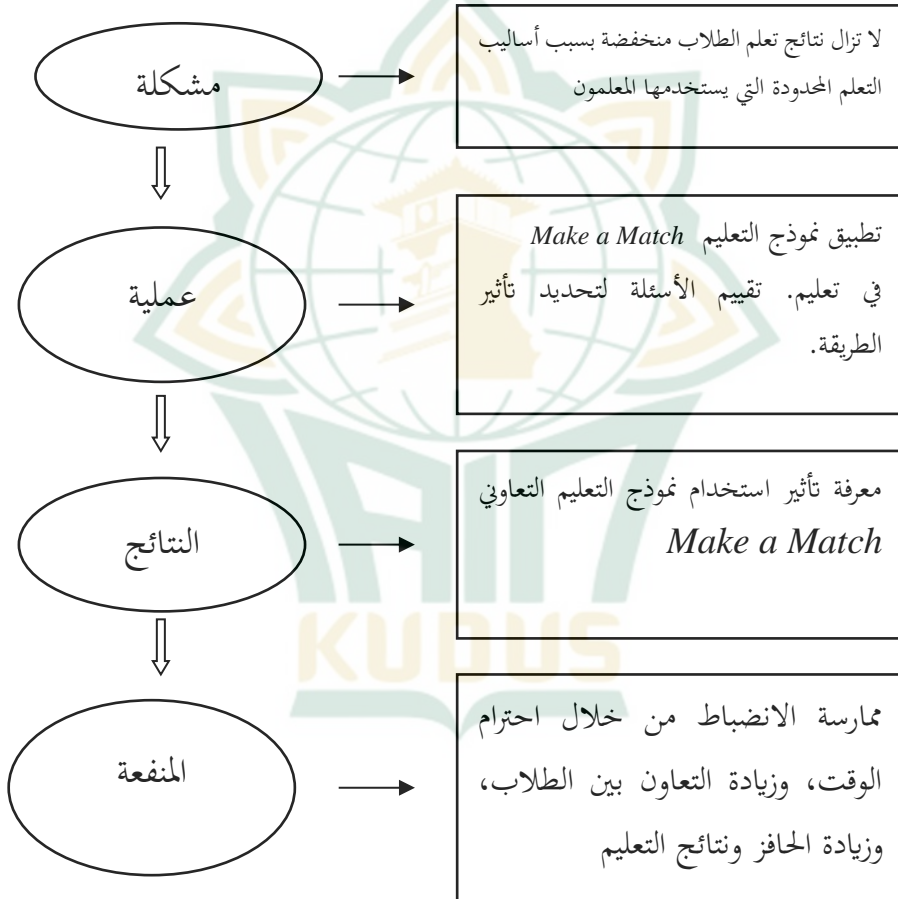 مشكلة
لا تزال نتائج تعلم الطلاب منخفضة بسبب أساليب
التعلم المحدودة التي يستخدمها المعلمون
عملية
تطبيق نموذج التعليم Make a Match
في تعليم. تقييم الأسئلة لتحديد تأثير
الطريقة.
النتائج
معرفة تأثير استخدام نموذج التعليم التعاوني
Make a Match
المنفعة
ممارسة الانضباط من خلال احترام
الوقت، وزيادة التعاون بين الطلاب،
وزيادة الحافز ونتائج التعليم
IAIN
KUDUS